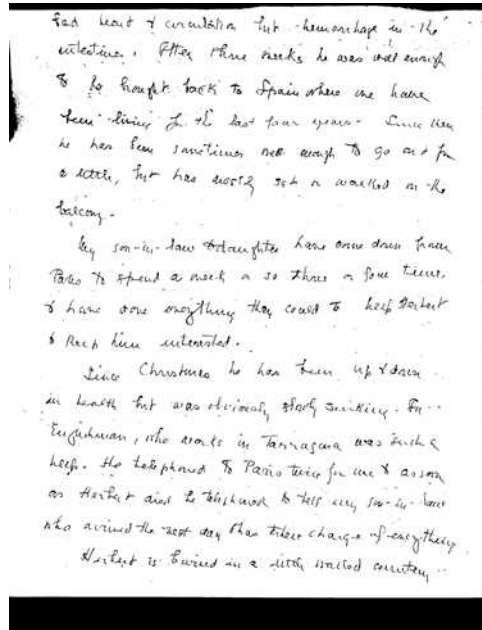 bad heart & circulation but hemorrhage in the
intestines. After three weeks he was well enough
to be brought back to Spain where we have
been living for the last four years. Since then
he has been sometimes well enough to go out for
a little, but has mostly sat or walked on the
balcony.
My son-in-law & daughter have come down from
Paris to spend a week or so three or four times
& have done everything they could to help Herbert
& keep him interested.
Since Christmas he has been up & down
in health but was obviously slowly sinking. An
Englishman, who works in Tarragona was such a
help. He telephoned to Paris twice for me & as soon
as Herbert died he telephoned to tell my son-in-law
who arrived the next day & has taken charge of everything.
Herbert is buried in a little walled cemetery